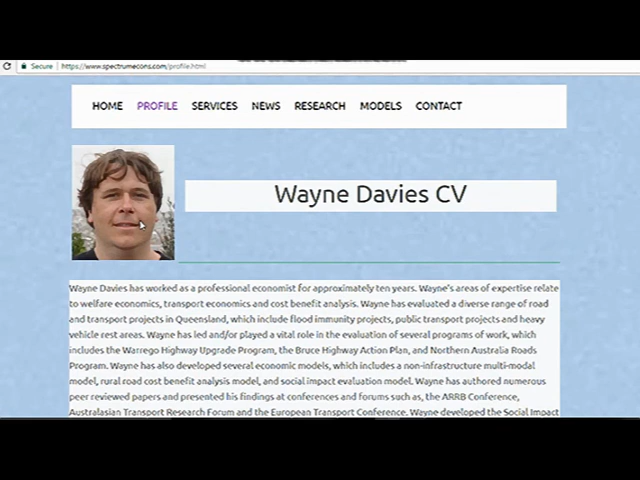 Secure https://www.spectrumecons.com/profile.html
HOME PROFILE SERVICES NEWS RESEARCH MODELS CONTACT
Wayne Davies CV
Wayne Davies has worked as a professional economist for approximately ten years. Wayne's areas of expertise relate
to welfare economics, transport economics and cost benefit analysis. Wayne has evaluated a diverse range of road
and transport projects in Queensland, which include flood immunity projects, public transport projects and heavy
vehicle rest areas. Wayne has led and/or played a vital role in the evaluation of several programs of work, which
includes the Warrego Highway Upgrade Program, the Bruce Highway Action Plan, and Northern Australia Roads
Program. Wayne has also developed several economic models, which includes a non-infrastructure multi-modal
model, rural road cost benefit analysis model, and social impact evaluation model. Wayne has authored numerous
peer reviewed papers and presented his findings at conferences and forums such as, the ARRB Conference,
Australasian Transport Research Forum and the European Transport Conference. Wayne developed the Social Impact